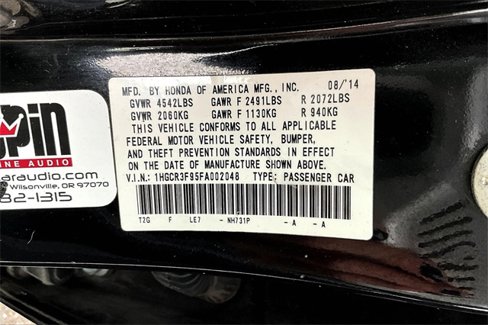 MFD. BY HONDA OF AMERICA MFG., INC. 08/'14
GVWR 4542LBS GAWR F 2491LBS R 2072LBS
GVWR 2060KG GAWR F 1130KG R 940KG
THIS VEHICLE CONFORMS TO ALL APPLICABLE
FEDERAL MOTOR VEHICLE SAFETY, BUMPER,
AND THEFT PREVENTION STANDARDS IN EFFECT
ON THE DATE OF MANUFACTURE SHOWN ABOVE.
V.I.N.: 1HGCR3F95FA002048 TYPE: PASSENGER CAR
T2G F LE7 - NH731P - A - A
PIN
NE AUDIO
araudio.com
Wilsonville, OR 97070
82-1315